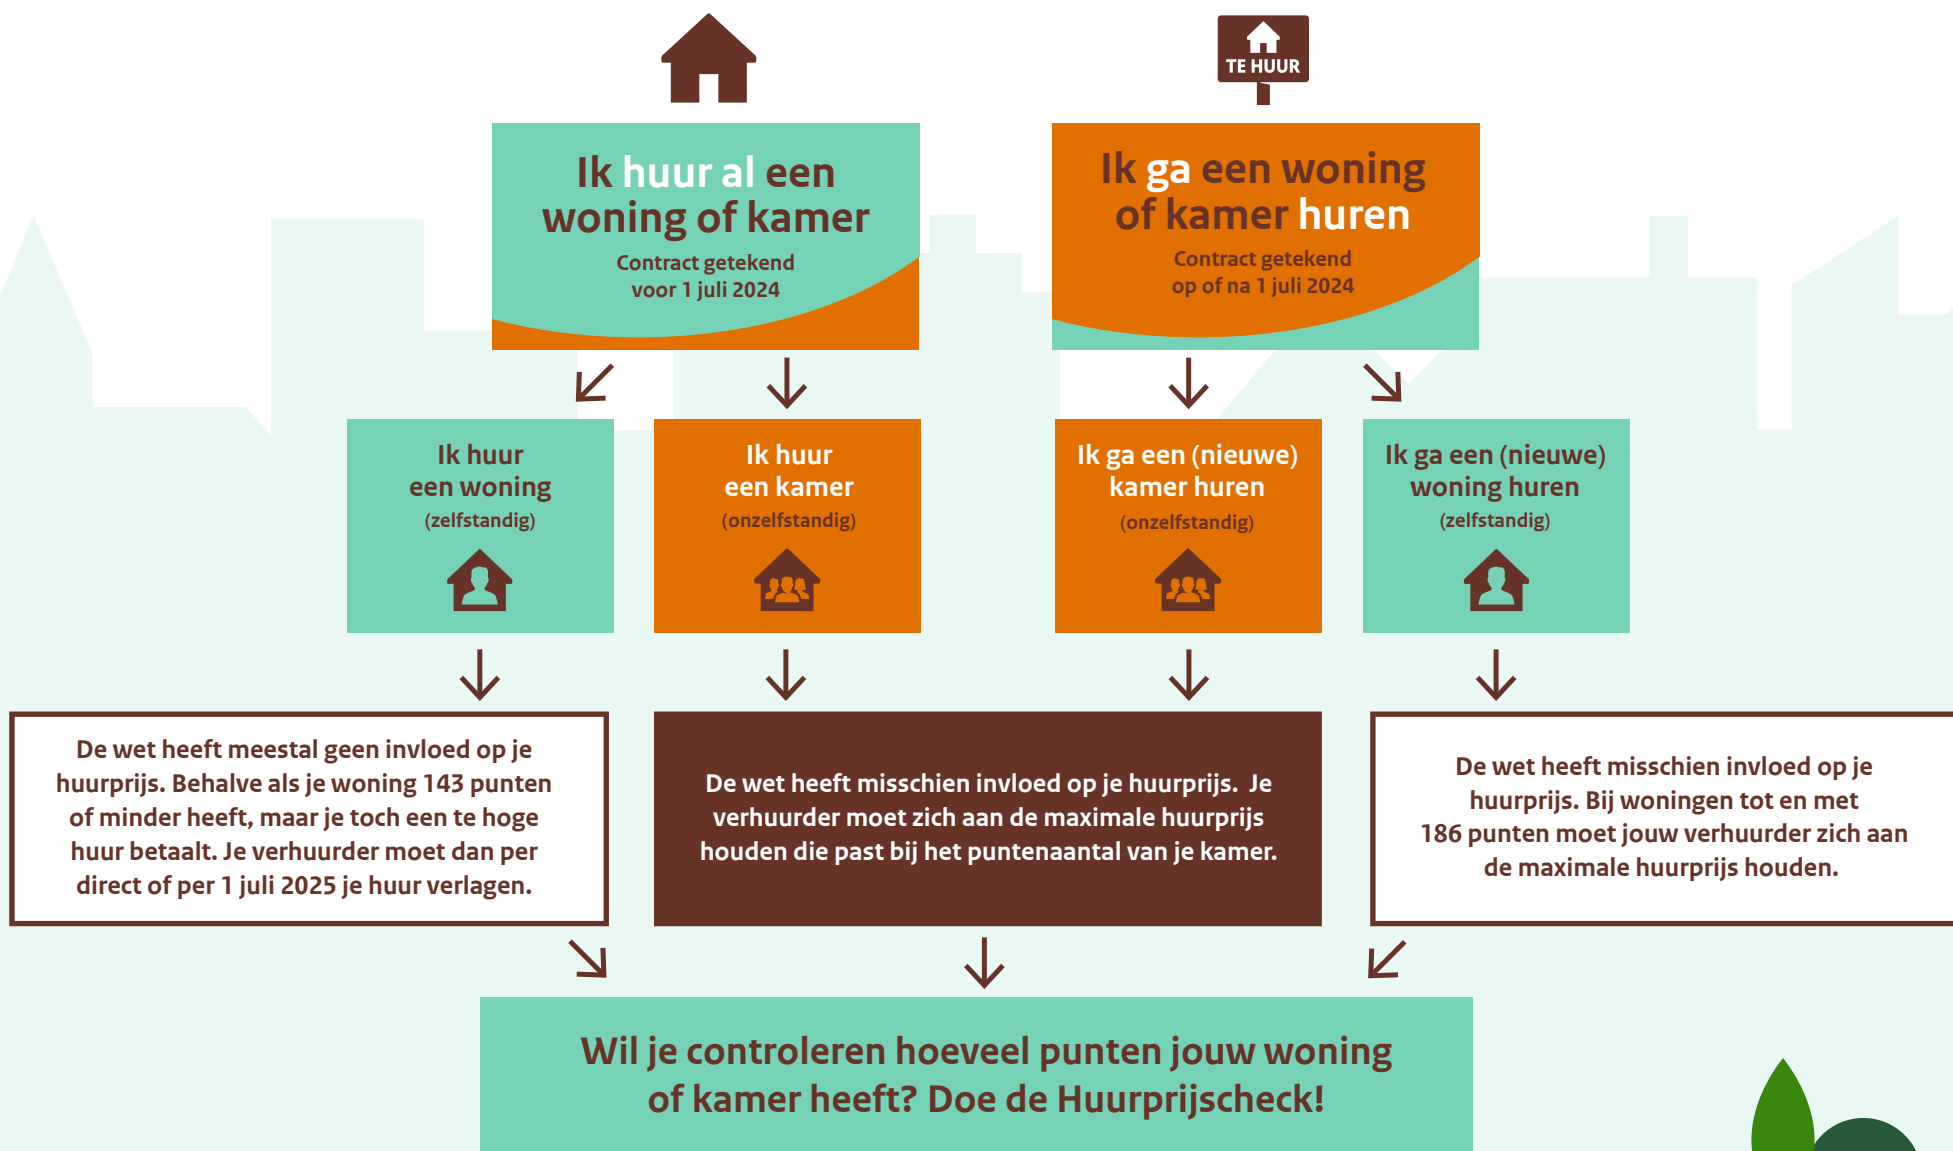 TE HUUR
Ik huur al een
woning of kamer
Contract getekend
voor 1 juli 2024
Ik ga een woning
of kamer huren
Contract getekend
op of na 1 juli 2024
Ik huur
een woning
(zelfstandig)
Ik huur
een kamer
(onzelfstandig)
Ik ga een (nieuwe)
kamer huren
(onzelfstandig)
Ik ga een (nieuwe)
woning huren
(zelfstandig)
De wet heeft meestal geen invloed op je
huurprijs. Behalve als je woning 143 punten
of minder heeft, maar je toch een te hoge
huur betaalt. Je verhuurder moet dan per
direct of per 1 juli 2025 je huur verlagen.
De wet heeft misschien invloed op je huurprijs. Je
verhuurder moet zich aan de maximale huurprijs
houden die past bij het puntenaantal van je kamer.
De wet heeft misschien invloed op je
huurprijs. Bij woningen tot en met
186 punten moet jouw verhuurder zich aan
de maximale huurprijs houden.
Wil je controleren hoeveel punten jouw woning
of kamer heeft? Doe de Huurprijscheck!